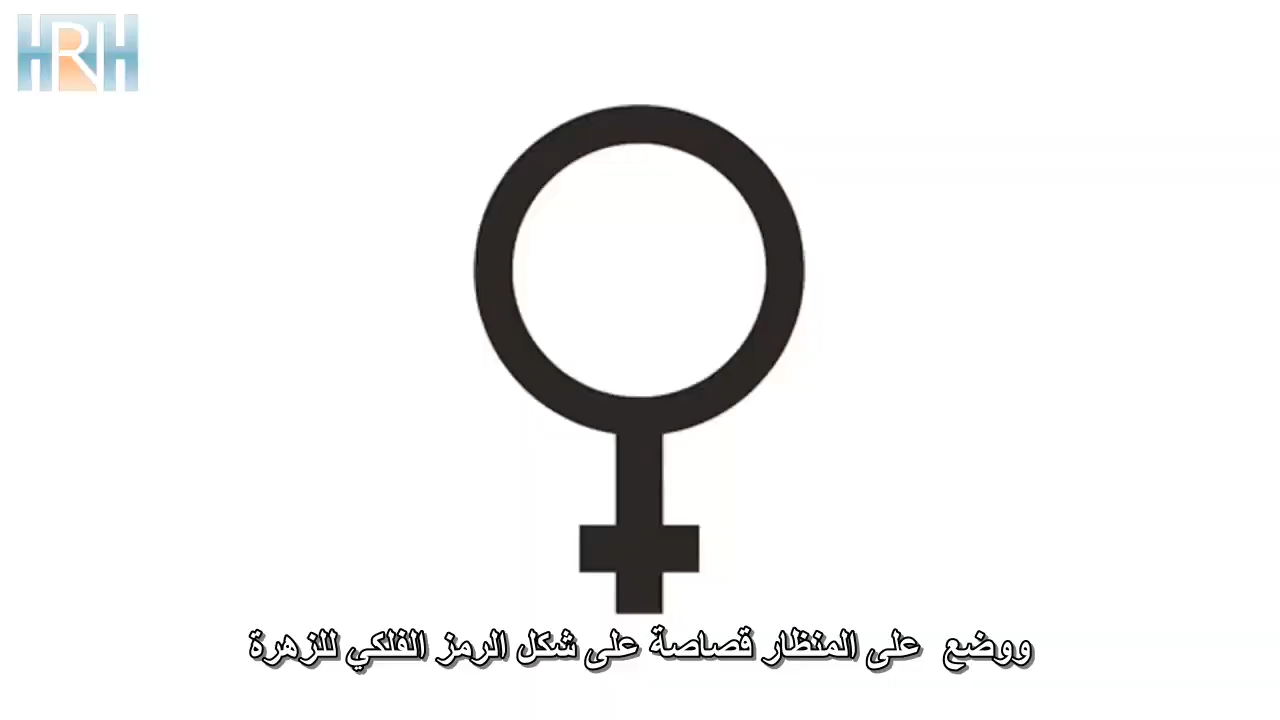 HRH
ووضع على المنظار قصاصة على شكل الرمز الفلكي للزهرة